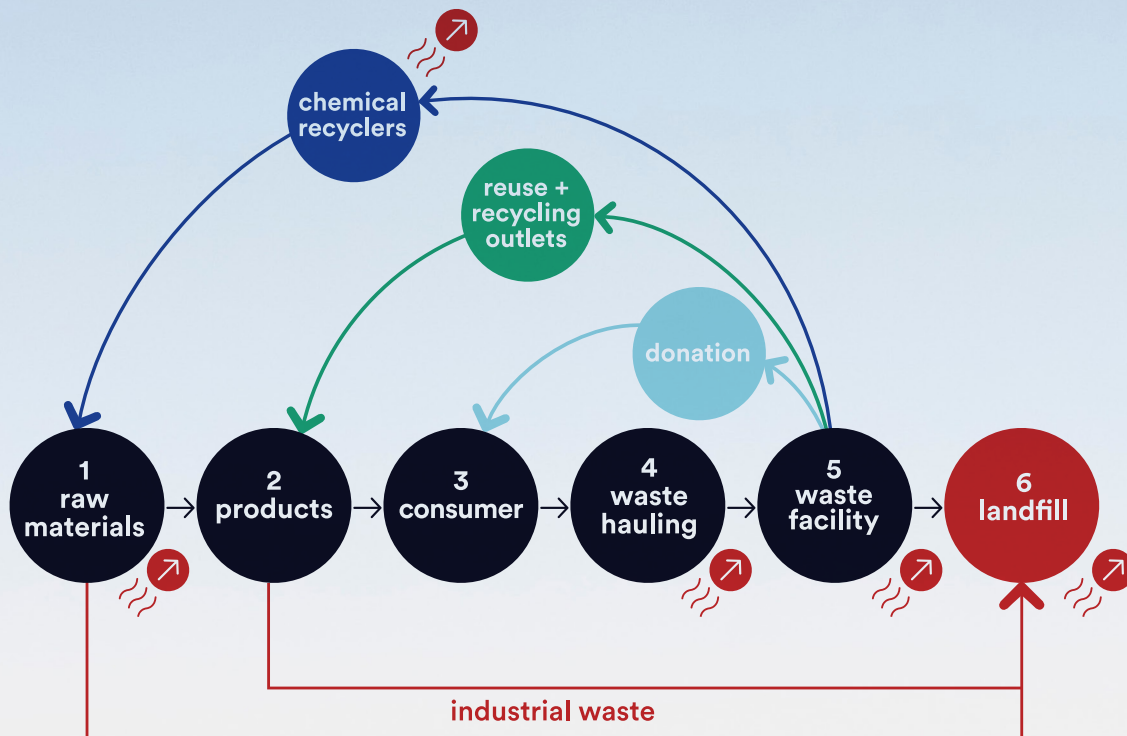 chemical
recyclers
reuse +
recycling
outlets
donation
1
raw
materials
2
products
3
consumer
4
waste
hauling
5
waste
facility
6
landfill
industrial waste